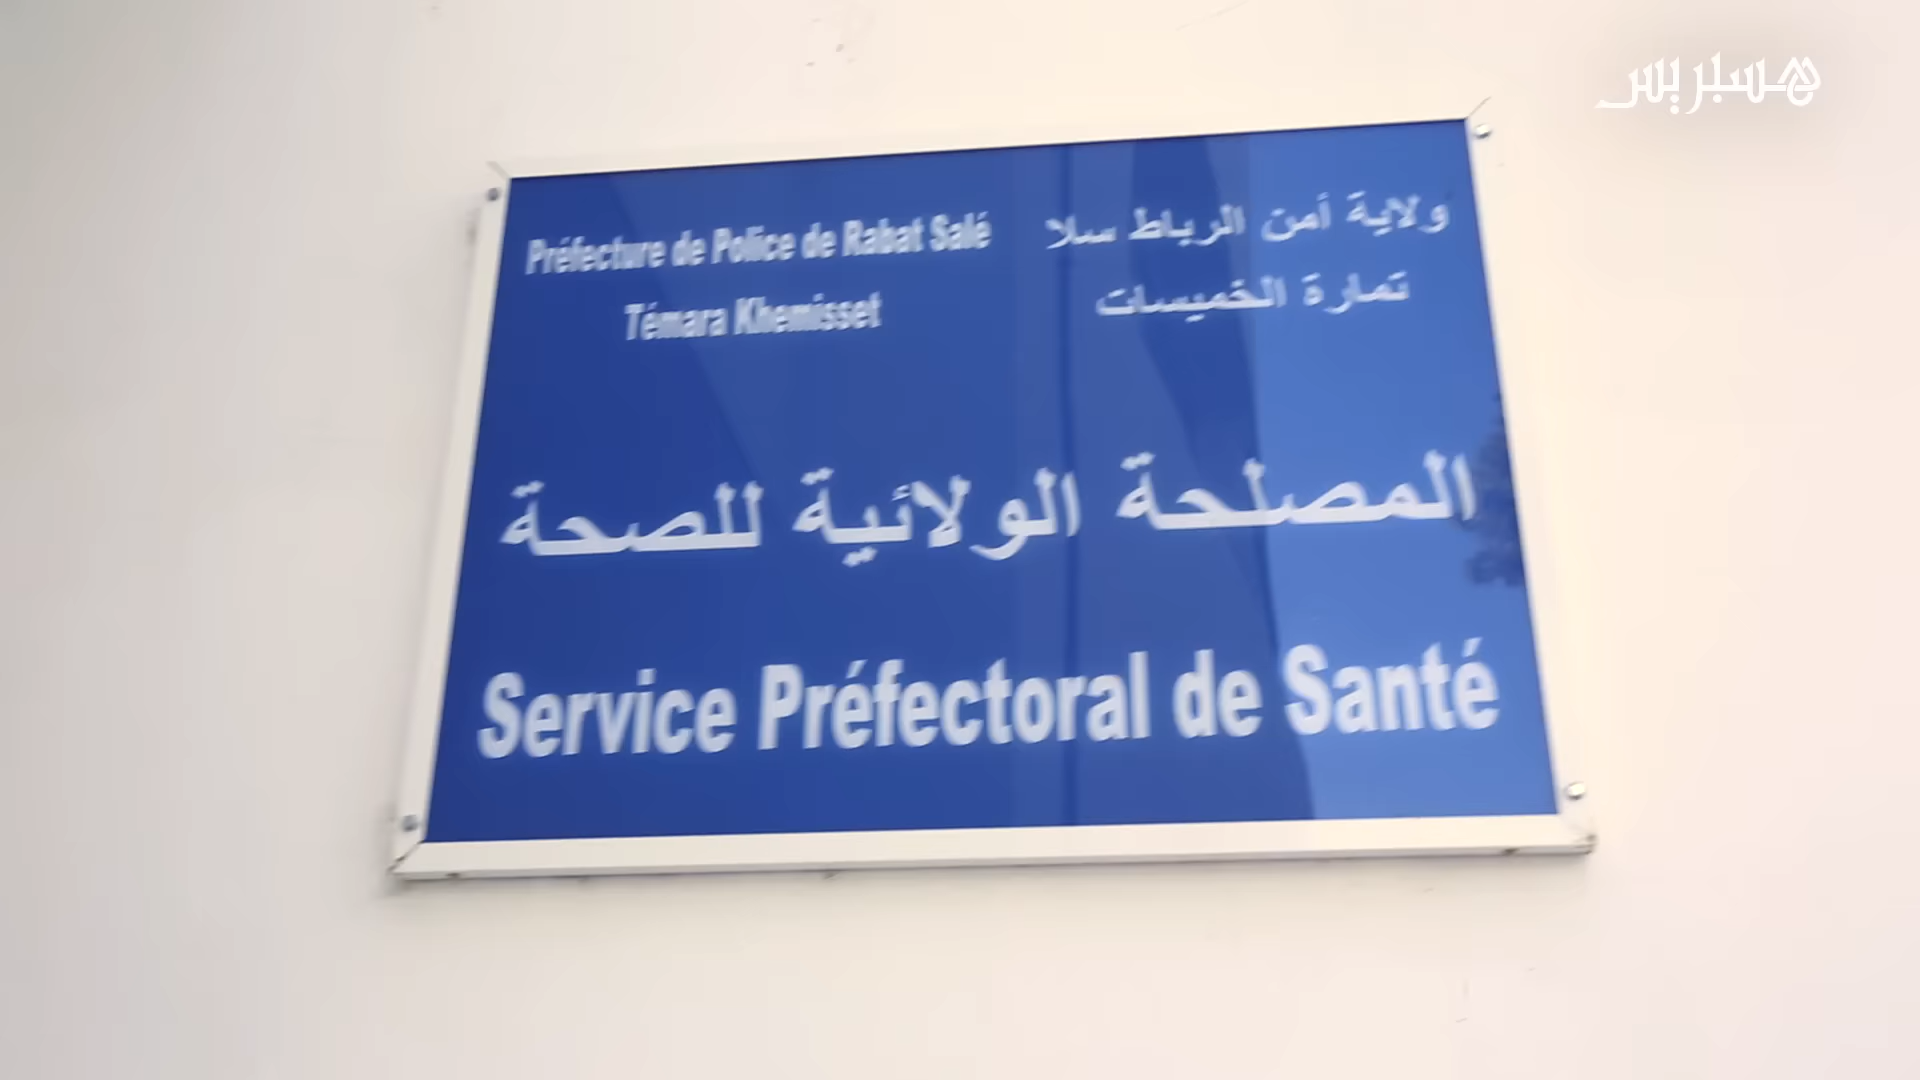 هسبريس
ولاية أمن الرباط سلا
تمارة الخميسات
Préfecture de Police de Rabat Salé
Témara Khemisset
المصلحة الولائية للصحة
Service Préfectoral de Santé